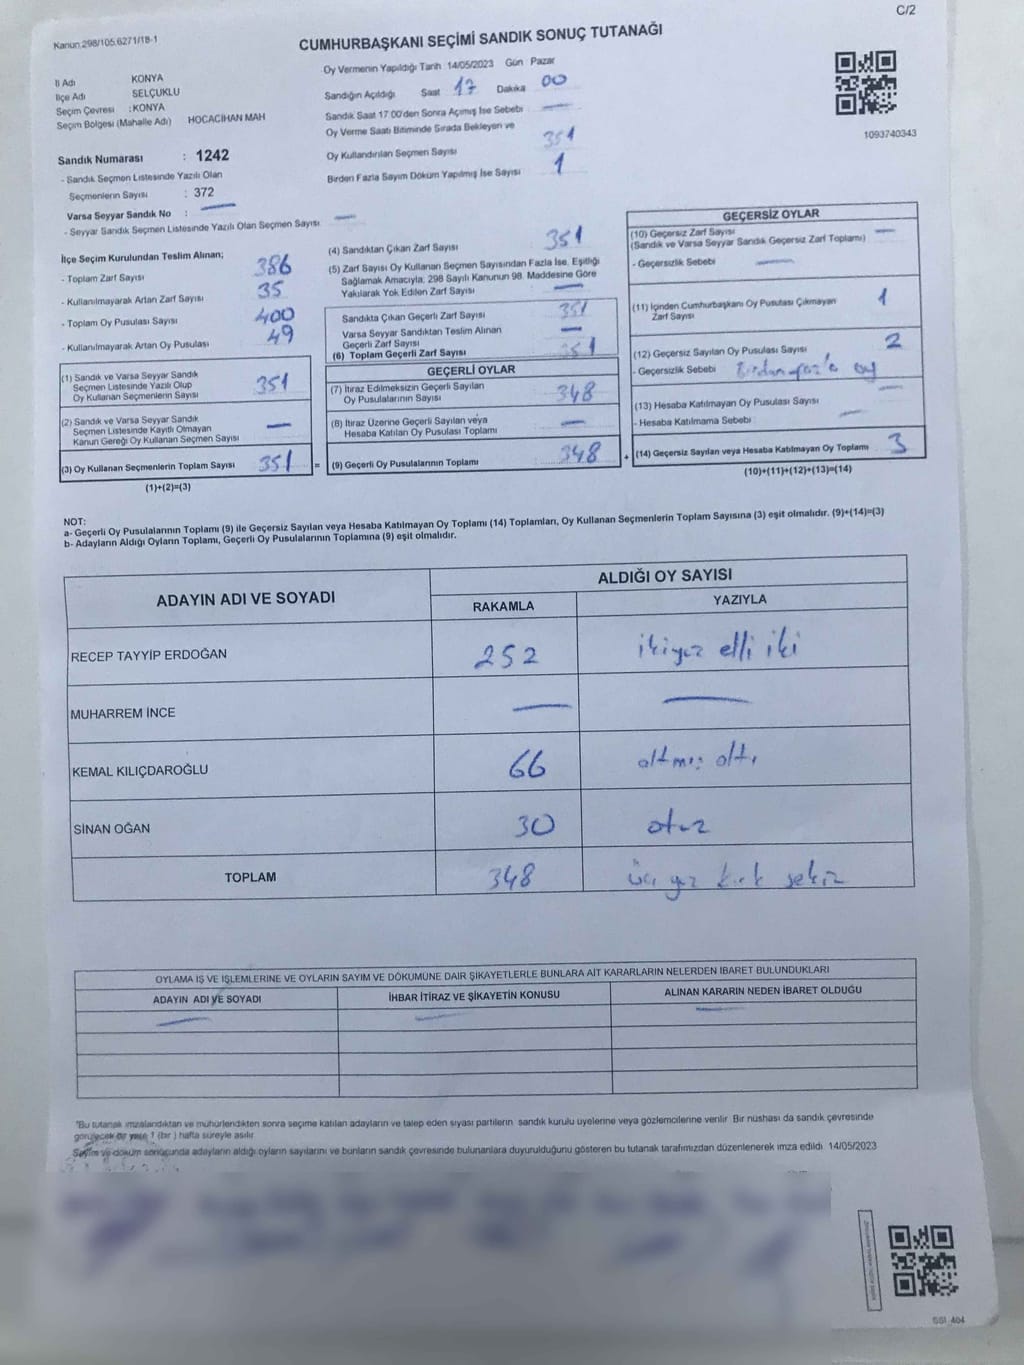 C/2
Kanun 298/105.6271/18-1
CUMHURBAŞKANI SEÇİMİ SANDIK SONUÇ TUTANAĞI
İl Adı KONYA
İlçe Adı SELÇUKLU
Seçim Çevresi : KONYA
Seçim Bölgesi (Mahalle Adı) HOCACİHAN MAH
Sandık Numarası : 1242
- Sandık Seçmen Listesinde Yazılı Olan
Seçmenlerin Sayısı : 372
Varsa Seyyar Sandık No :
- Seyyar Sandık Seçmen Listesinde Yazılı Olan Seçmen Sayısı
Oy Vermenin Yapıldığı Tarih 14/05/2023 Gün Pazar
Sandığın Açıldığı Saat 17 Dakika 00
Sandık Saat 17:00'den Sonra Açımış İse Sebebi
Oy Verme Saati Bitiminde Sırada Bekleyen ve
Oy Kullandırılan Seçmen Sayısı 351
Birden Fazla Sayım Döküm Yapılmış İse Sayısı 1
1093740343
İlçe Seçim Kurulundan Teslim Alınan;
- Toplam Zarf Sayısı 386
- Kullanılmayarak Artan Zarf Sayısı 35
- Toplam Oy Pusulası Sayısı 400
- Kullanılmayarak Artan Oy Pusulası 49
(1) Sandık ve Varsa Seyyar Sandık
Seçmen Listesinde Yazılı Olup
Oy Kullanan Seçmenlerin Sayısı 351
(2) Sandık ve Varsa Seyyar Sandık
Seçmen Listesinde Kayıtlı Olmayan
Kanun Gereği Oy Kullanan Seçmen Sayısı
(3) Oy Kullanan Seçmenlerin Toplam Sayısı 351 =
(1)+(2)=(3)
(4) Sandıktan Çıkan Zarf Sayısı 351
(5) Zarf Sayısı Oy Kullanan Seçmen Sayısından Fazla İse, Eşitliği
Sağlamak Amacıyla; 298 Sayılı Kanunun 98. Maddesine Göre
Yakılarak Yok Edilen Zarf Sayısı
Sandıkta Çıkan Geçerli Zarf Sayısı 351
Varsa Seyyar Sandıktan Teslim Alınan
Geçerli Zarf Sayısı
(6) Toplam Geçerli Zarf Sayısı 351
GEÇERLİ OYLAR
(7) İtiraz Edilmeksizin Geçerli Sayılan
Oy Pusulalarının Sayısı 348
(8) İtiraz Üzerine Geçerli Sayılan veya
Hesaba Katılan Oy Pusulası Toplamı
(9) Geçerli Oy Pusulalarının Toplamı 348 +
GEÇERSİZ OYLAR
(10) Geçersiz Zarf Sayısı
(Sandık ve Varsa Seyyar Sandık Geçersiz Zarf Toplamı)
- Geçersizlik Sebebi
(11) İçinden Cumhurbaşkanı Oy Pusulası Çıkmayan 1
Zarf Sayısı
(12) Geçersiz Sayılan Oy Pusulası Sayısı 2
- Geçersizlik Sebebi Birden fazla oy
(13) Hesaba Katılmayan Oy Pusulası Sayısı
- Hesaba Katılmama Sebebi
(14) Geçersiz Sayılan veya Hesaba Katılmayan Oy Toplamı 3
(10)+(11)+(12)+(13)=(14)
NOT:
a- Geçerli Oy Pusulalarının Toplamı (9) ile Geçersiz Sayılan veya Hesaba Katılmayan Oy Toplamı (14) Toplamları, Oy Kullanan Seçmenlerin Toplam Sayısına (3) eşit olmalıdır. (9)+(14)=(3)
b- Adayların Aldığı Oyların Toplamı, Geçerli Oy Pusulalarının Toplamına (9) eşit olmalıdır.
ADAYIN ADI VE SOYADI ALDIĞI OY SAYISI
RAKAMLA YAZIYLA
RECEP TAYYİP ERDOĞAN 252 ikiyüz elli iki
MUHARREM İNCE
KEMAL KILIÇDAROĞLU 66 altmış altı
SİNAN OĞAN 30 otuz
TOPLAM 348 üç yüz kırk sekiz
OYLAMA İŞ VE İŞLEMLERİNE VE OYLARIN SAYIM VE DÖKÜMÜNE DAİR ŞİKAYETLERLE BUNLARA AİT KARARLARIN NELERDEN İBARET BULUNDUKLARI
ADAYIN ADI VE SOYADI İHBAR İTİRAZ VE ŞİKAYETİN KONUSU ALINAN KARARIN NEDEN İBARET OLDUĞU
*Bu tutanak imzalandıktan ve mühürlendikten sonra seçime katılan adayların ve talep eden siyasi partilerin sandık kurulu üyelerine veya gözlemcilerine verilir Bir nüshası da sandık çevresinde
görülecek bir yere 1 (bir ) hafta süreyle asılır
Sayım ve döküm sonucunda adayların aldığı oyların sayılarını ve bunların sandık çevresinde bulunanlara duyurulduğunu gösteren bu tutanak tarafımızdan düzenlenerek imza edildi 14/05/2023
SSI_404